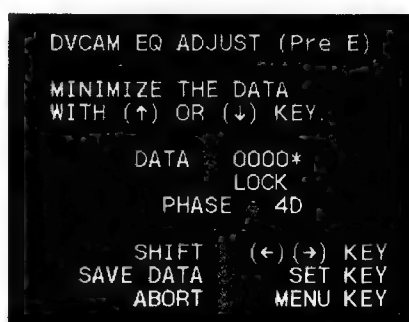 DVCAM EQ ADJUST (Pre E)
MINIMIZE THE DATA
WITH (↑) OR (↓) KEY.
DATA 0000*
LOCK
PHASE 4D
SHIFT (←)(→) KEY
SAVE DATA SET KEY
ABORT MENU KEY